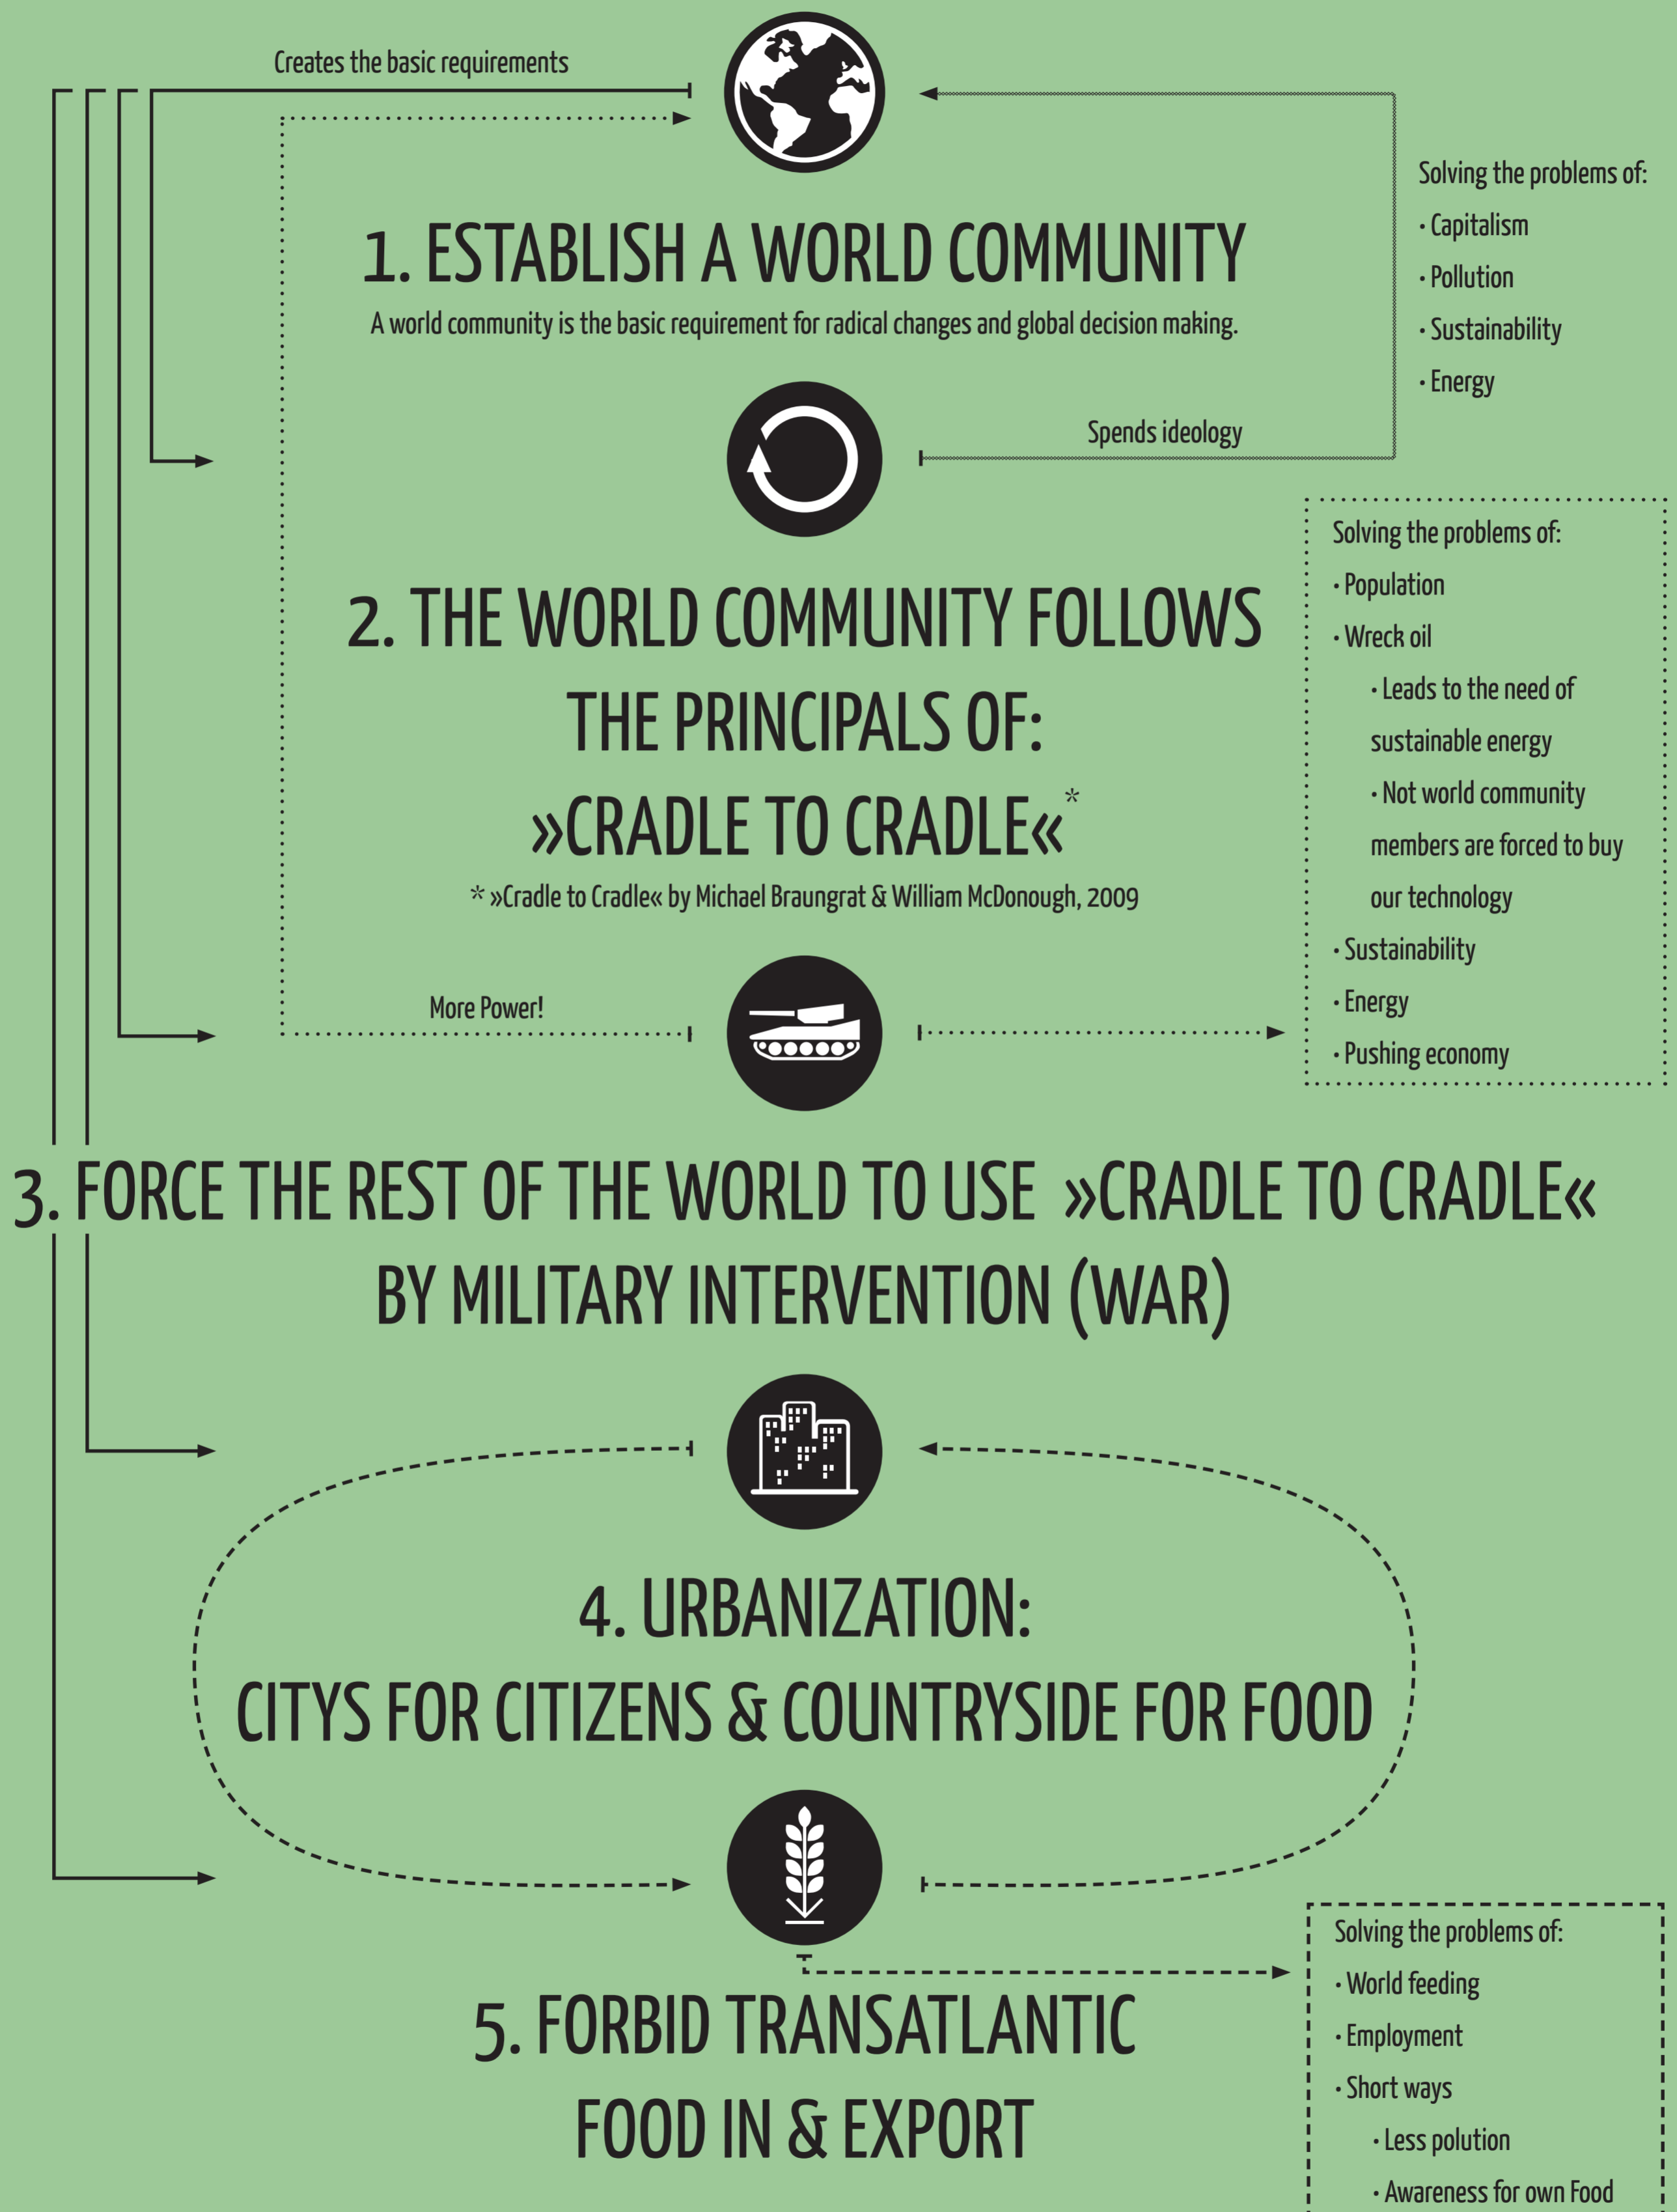 Creates the basic requirements
1. ESTABLISH A WORLD COMMUNITY
A world community is the basic requirement for radical changes and global decision making.
Solving the problems of:
· Capitalism
· Pollution
· Sustainability
· Energy
Spends ideology
2. THE WORLD COMMUNITY FOLLOWS
THE PRINCIPALS OF:
»CRADLE TO CRADLE«*
* »Cradle to Cradle« by Michael Braungrat & William McDonough, 2009
Solving the problems of:
· Population
· Wreck oil
· Leads to the need of
sustainable energy
· Not world community
members are forced to buy
our technology
· Sustainability
· Energy
· Pushing economy
More Power!
3. FORCE THE REST OF THE WORLD TO USE »CRADLE TO CRADLE«
BY MILITARY INTERVENTION (WAR)
4. URBANIZATION:
CITYS FOR CITIZENS & COUNTRYSIDE FOR FOOD
5. FORBID TRANSATLANTIC
FOOD IN & EXPORT
Solving the problems of:
· World feeding
· Employment
· Short ways
· Less polution
· Awareness for own Food